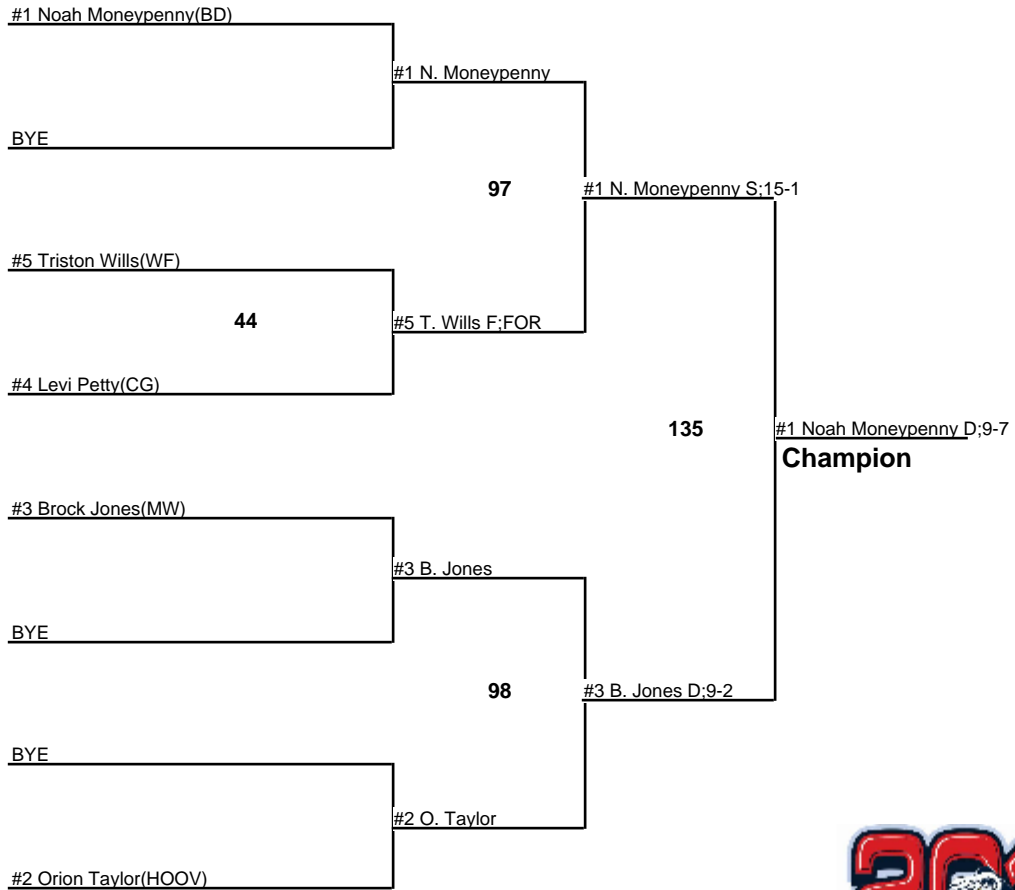 #1 Noah Moneypenny(BD)
#1 N. Moneypenny
BYE
97
#1 N. Moneypenny S;15-1
#5 Triston Wills(WF)
44
#5 T. Wills F;FOR
#4 Levi Petty(CG)
135
#1 Noah Moneypenny D;9-7
Champion
#3 Brock Jones(MW)
#3 B. Jones
BYE
98
#3 B. Jones D;9-2
BYE
#2 O. Taylor
#2 Orion Taylor(HOOV)